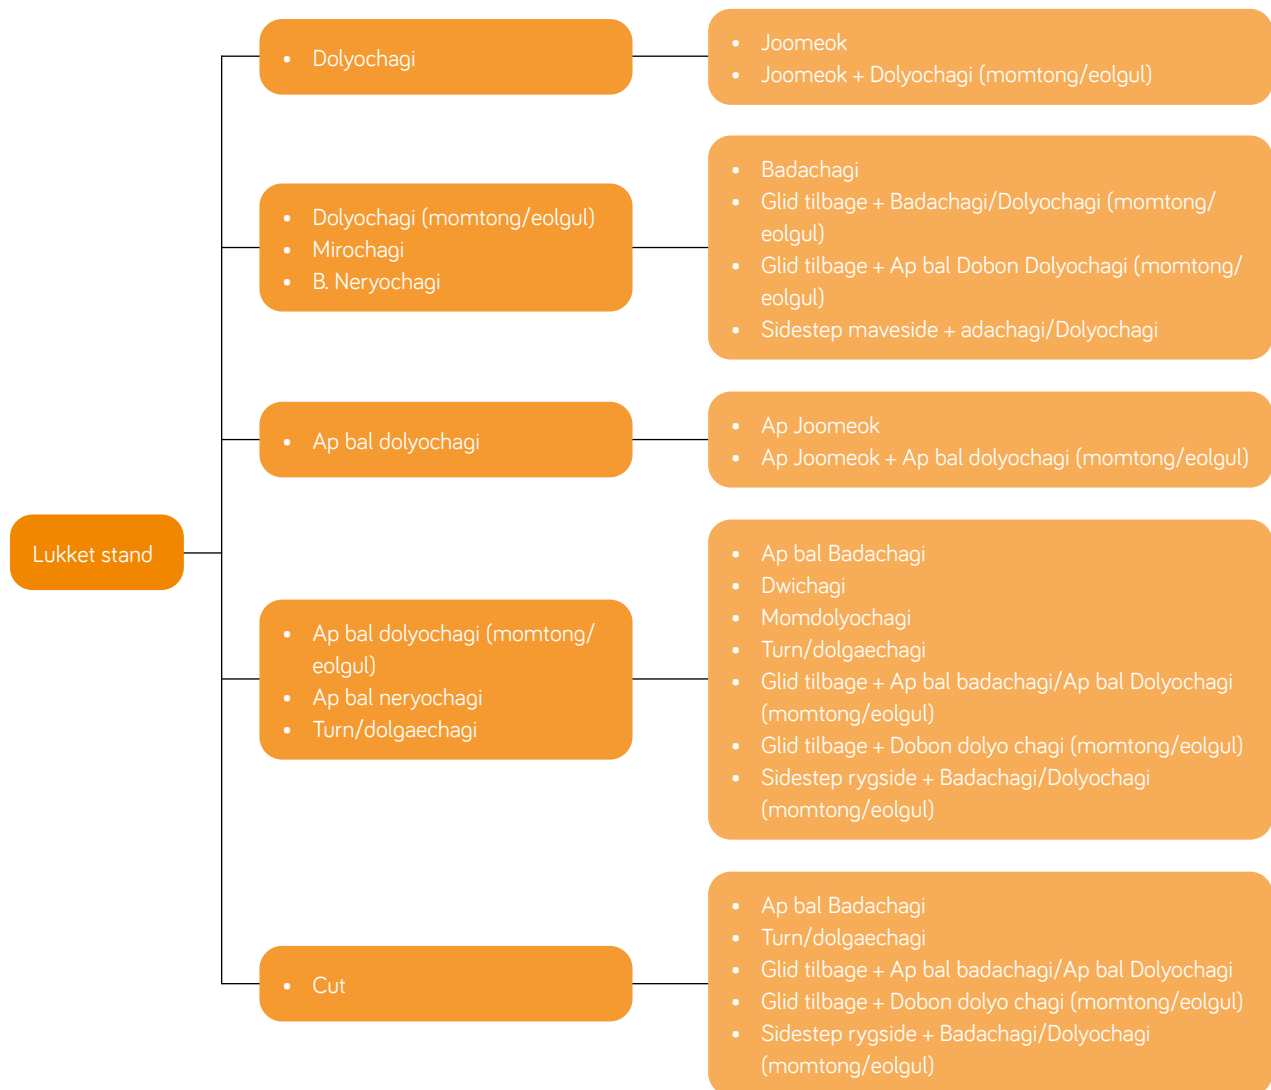 Lukket stand
• Dolyochagi
• Joomeok
• Joomeok + Dolyochagi (momtong/eolgul)
• Dolyochagi (momtong/eolgul)
• Mirochagi
• B. Neryochagi
• Badachagi
• Glid tilbage + Badachagi/Dolyochagi (momtong/
eolgul)
• Glid tilbage + Ap bal Dobon Dolyochagi (momtong/
eolgul)
• Sidestep maveside + adachagi/Dolyochagi
• Ap bal dolyochagi
• Ap Joomeok
• Ap Joomeok + Ap bal dolyochagi (momtong/eolgul)
• Ap bal dolyochagi (momtong/
eolgul)
• Ap bal neryochagi
• Turn/dolgaechagi
• Ap bal Badachagi
• Dwichagi
• Momdolyochagi
• Turn/dolgaechagi
• Glid tilbage + Ap bal badachagi/Ap bal Dolyochagi
(momtong/eolgul)
• Glid tilbage + Dobon dolyo chagi (momtong/eolgul)
• Sidestep rygside + Badachagi/Dolyochagi
(momtong/eolgul)
• Cut
• Ap bal Badachagi
• Turn/dolgaechagi
• Glid tilbage + Ap bal badachagi/Ap bal Dolyochagi
• Glid tilbage + Dobon dolyo chagi (momtong/eolgul)
• Sidestep rygside + Badachagi/Dolyochagi
(momtong/eolgul)